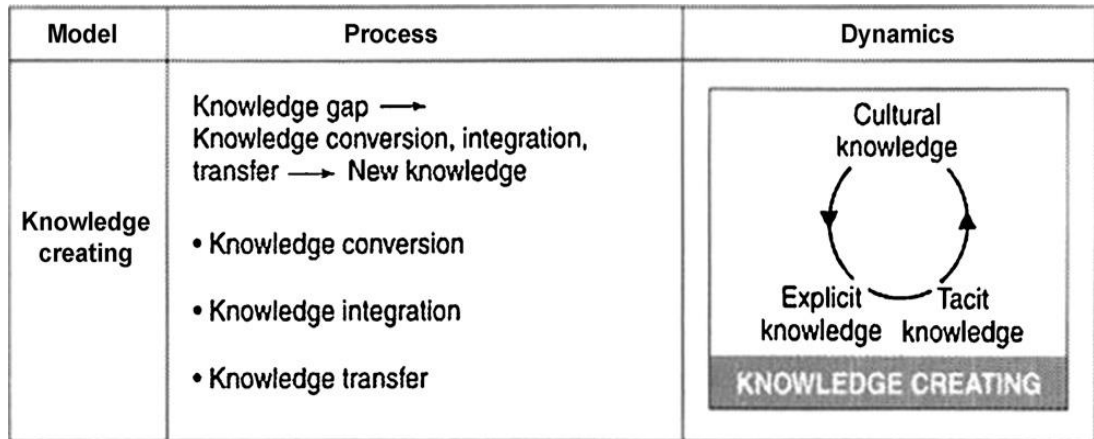 Model
Process
Dynamics
Knowledge
creating
Knowledge gap →
Knowledge conversion, integration,
transfer → New knowledge
• Knowledge conversion
• Knowledge integration
• Knowledge transfer
Cultural
knowledge
Explicit
knowledge
Tacit
knowledge
KNOWLEDGE CREATING